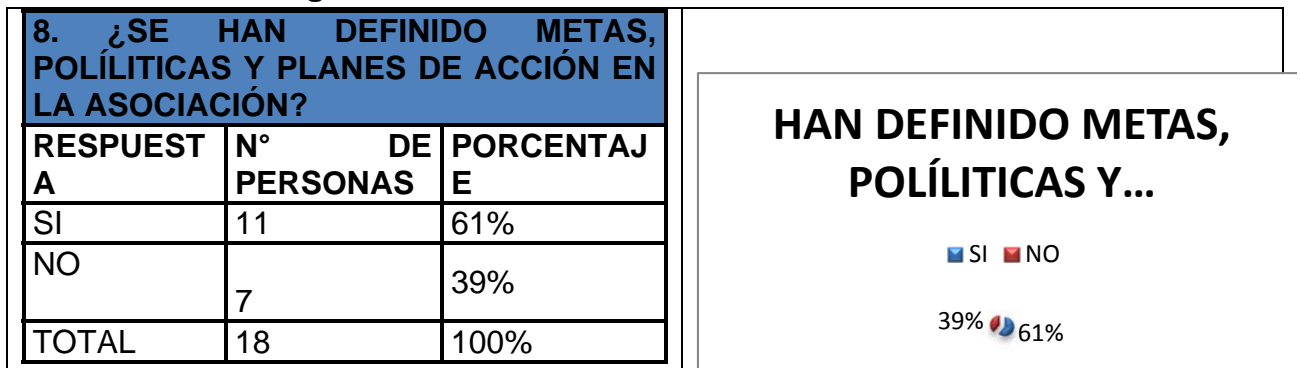 8. ¿SE HAN DEFINIDO METAS,
POLÍLITICAS Y PLANES DE ACCIÓN EN
LA ASOCIACIÓN?
RESPUEST
A
N° DE
PERSONAS
PORCENTAJ
E
SI 11 61%
NO 7 39%
TOTAL 18 100%
HAN DEFINIDO METAS,
POLÍLITICAS Y...
SI NO
39% 61%